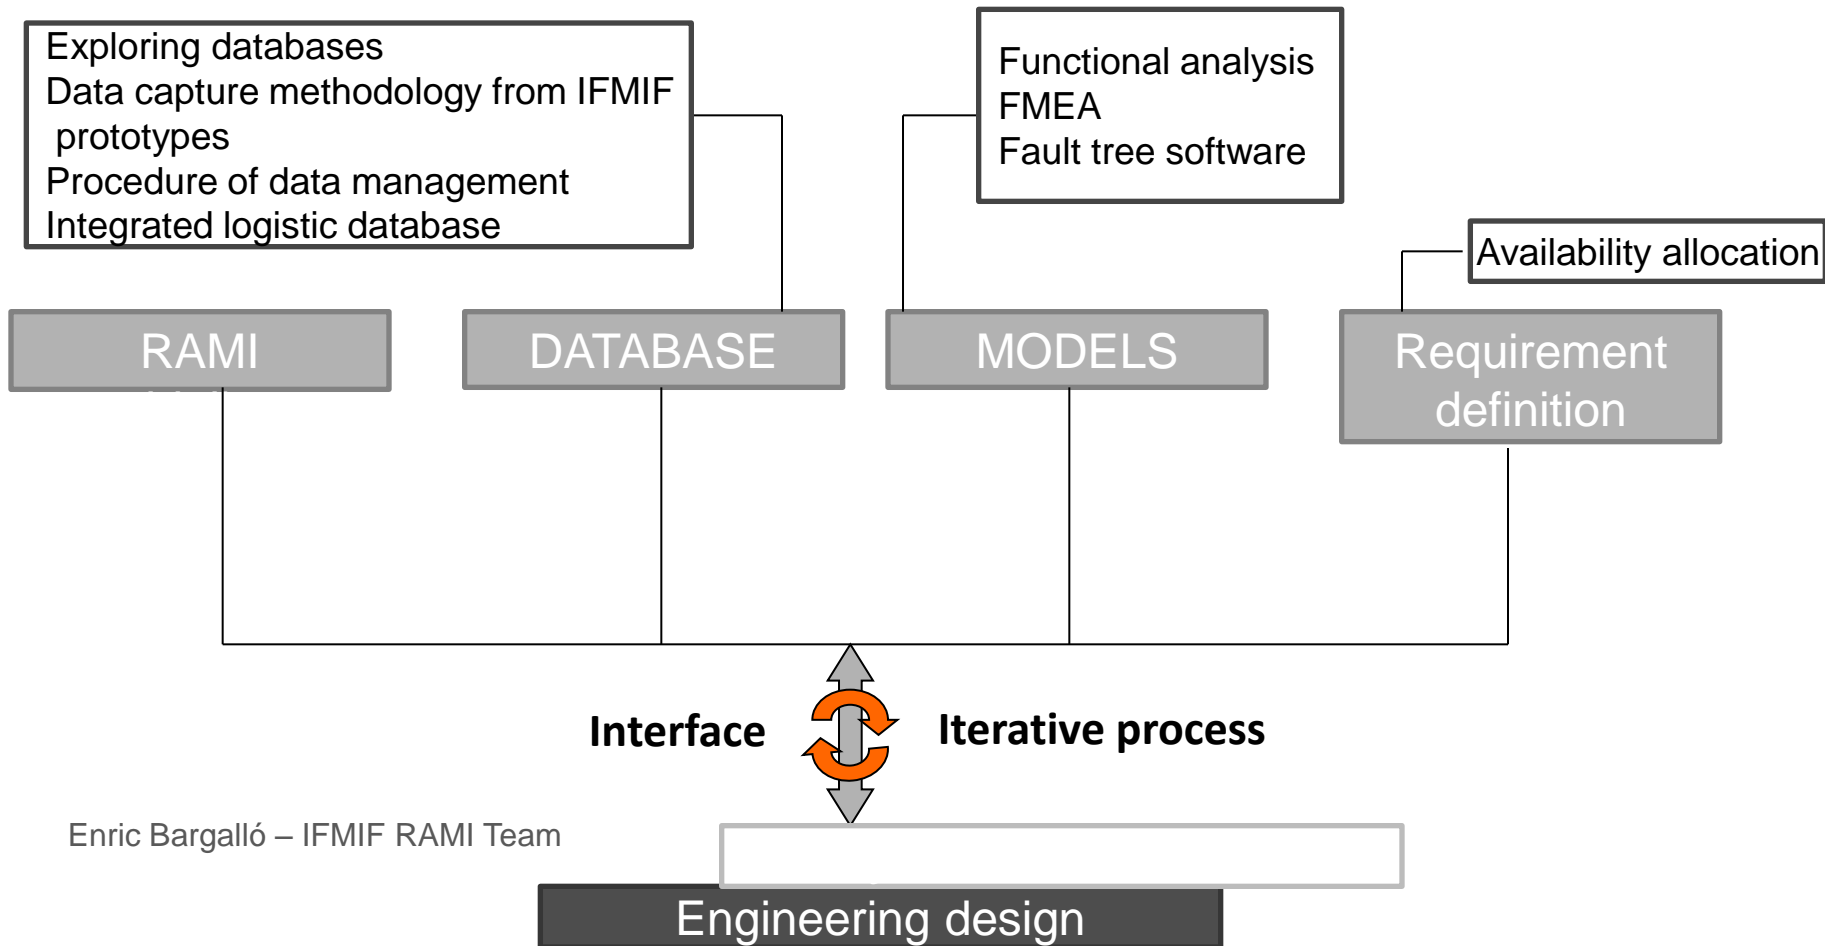 Exploring databases
Data capture methodology from IFMIF
prototypes
Procedure of data management
Integrated logistic database
Functional analysis
FMEA
Fault tree software
Availability allocation
RAMI
DATABASE
MODELS
Requirement
definition
Interface
Iterative process
Enric Bargalló – IFMIF RAMI Team
Engineering design